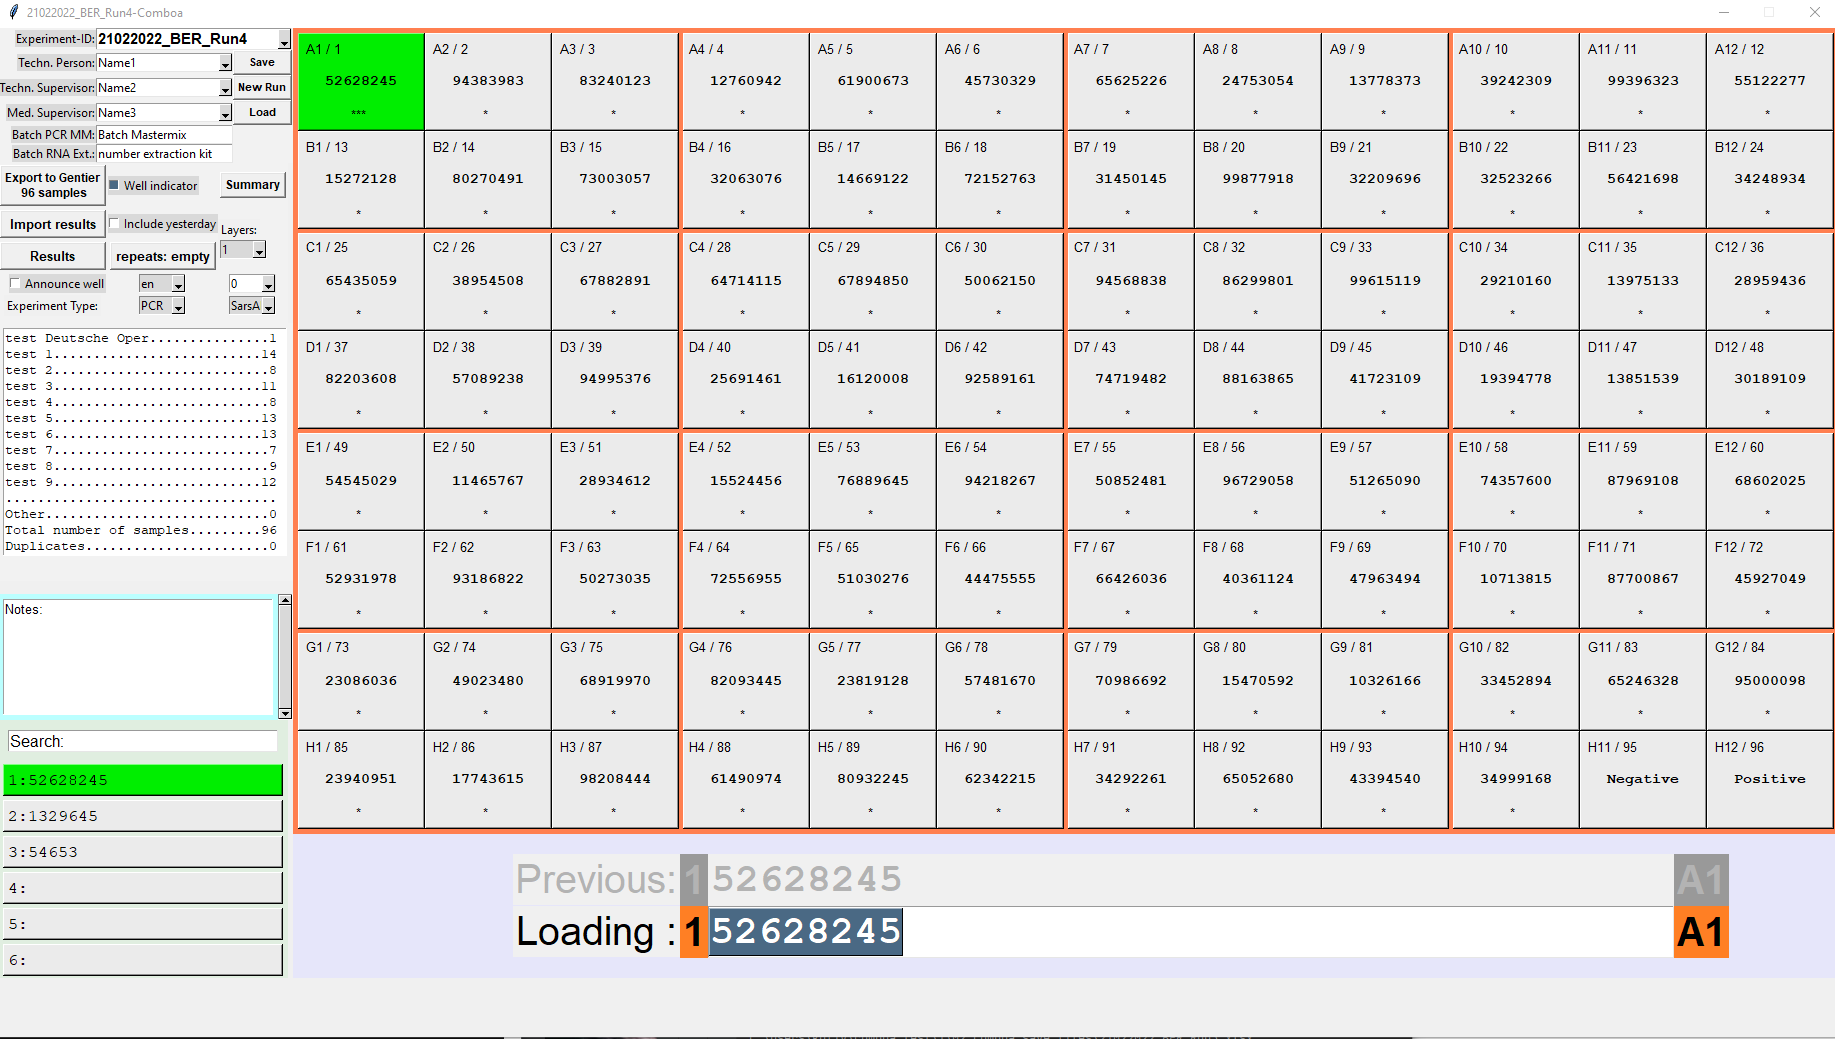 21022022_BER_Run4-Comboa
Experiment-ID: 21022022_BER_Run4
Techn. Person: Name1 Save
Techn. Supervisor: Name2 New Run
Med. Supervisor: Name3 Load
Batch PCR MM: Batch Mastermix
Batch RNA Ext.: number extraction kit
Export to Gentier
96 samples
Well indicator Summary
Import results Include yesterday Layers:
Results repeats: empty 1
Announce well en 0
Experiment Type: PCR SarsA
test Deutsche Oper...............1
test 1..........................14
test 2...........................8
test 3..........................11
test 4...........................8
test 5..........................13
test 6..........................13
test 7...........................7
test 8...........................9
test 9..........................12
..................................
Other............................0
Total number of samples.........96
Duplicates.......................0
Notes:
Search:
1:52628245
2:1329645
3:54653
4:
5:
6:
A1 / 1 A2 / 2 A3 / 3 A4 / 4 A5 / 5 A6 / 6 A7 / 7 A8 / 8 A9 / 9 A10 / 10 A11 / 11 A12 / 12
52628245 94383983 83240123 12760942 61900673 45730329 65625226 24753054 13778373 39242309 99396323 55122277
*** * * * * * * * * * * *
B1 / 13 B2 / 14 B3 / 15 B4 / 16 B5 / 17 B6 / 18 B7 / 19 B8 / 20 B9 / 21 B10 / 22 B11 / 23 B12 / 24
15272128 80270491 73003057 32063076 14669122 72152763 31450145 99877918 32209696 32523266 56421698 34248934
* * * * * * * * * * * *
C1 / 25 C2 / 26 C3 / 27 C4 / 28 C5 / 29 C6 / 30 C7 / 31 C8 / 32 C9 / 33 C10 / 34 C11 / 35 C12 / 36
65435059 38954508 67882891 64714115 67894850 50062150 94568838 86299801 99615119 29210160 13975133 28959436
* * * * * * * * * * * *
D1 / 37 D2 / 38 D3 / 39 D4 / 40 D5 / 41 D6 / 42 D7 / 43 D8 / 44 D9 / 45 D10 / 46 D11 / 47 D12 / 48
82203608 57089238 94995376 25691461 16120008 92589161 74719482 88163865 41723109 19394778 13851539 30189109
* * * * * * * * * * * *
E1 / 49 E2 / 50 E3 / 51 E4 / 52 E5 / 53 E6 / 54 E7 / 55 E8 / 56 E9 / 57 E10 / 58 E11 / 59 E12 / 60
54545029 11465767 28934612 15524456 76889645 94218267 50852481 96729058 51265090 74357600 87969108 68602025
* * * * * * * * * * * *
F1 / 61 F2 / 62 F3 / 63 F4 / 64 F5 / 65 F6 / 66 F7 / 67 F8 / 68 F9 / 69 F10 / 70 F11 / 71 F12 / 72
52931978 93186822 50273035 72556955 51030276 44475555 66426036 40361124 47963494 10713815 87700867 45927049
* * * * * * * * * * * *
G1 / 73 G2 / 74 G3 / 75 G4 / 76 G5 / 77 G6 / 78 G7 / 79 G8 / 80 G9 / 81 G10 / 82 G11 / 83 G12 / 84
23086036 49023480 68919970 82093445 23819128 57481670 70986692 15470592 10326166 33452894 65246328 95000098
* * * * * * * * * * * *
H1 / 85 H2 / 86 H3 / 87 H4 / 88 H5 / 89 H6 / 90 H7 / 91 H8 / 92 H9 / 93 H10 / 94 H11 / 95 H12 / 96
23940951 17743615 98208444 61490974 80932245 62342215 34292261 65052680 43394540 34999168 Negative Positive
* * * * * * * * * *
Previous: 1 52628245 A1
Loading : 1 52628245 A1